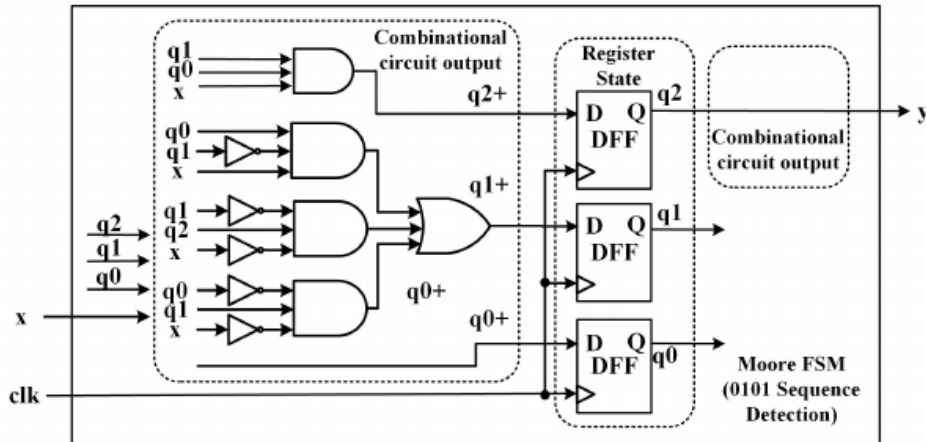 Combinational
circuit output
q1
q0
x
q2+
q0
q1
x
q1+
q1
q2
x
q0
q1
x
q0+
q0+
q2
q1
q0
x
clk
Register
State
D Q
DFF
q2
D Q
DFF
q1
D Q
DFF
q0
Combinational
circuit output
y
Moore FSM
(0101 Sequence
Detection)